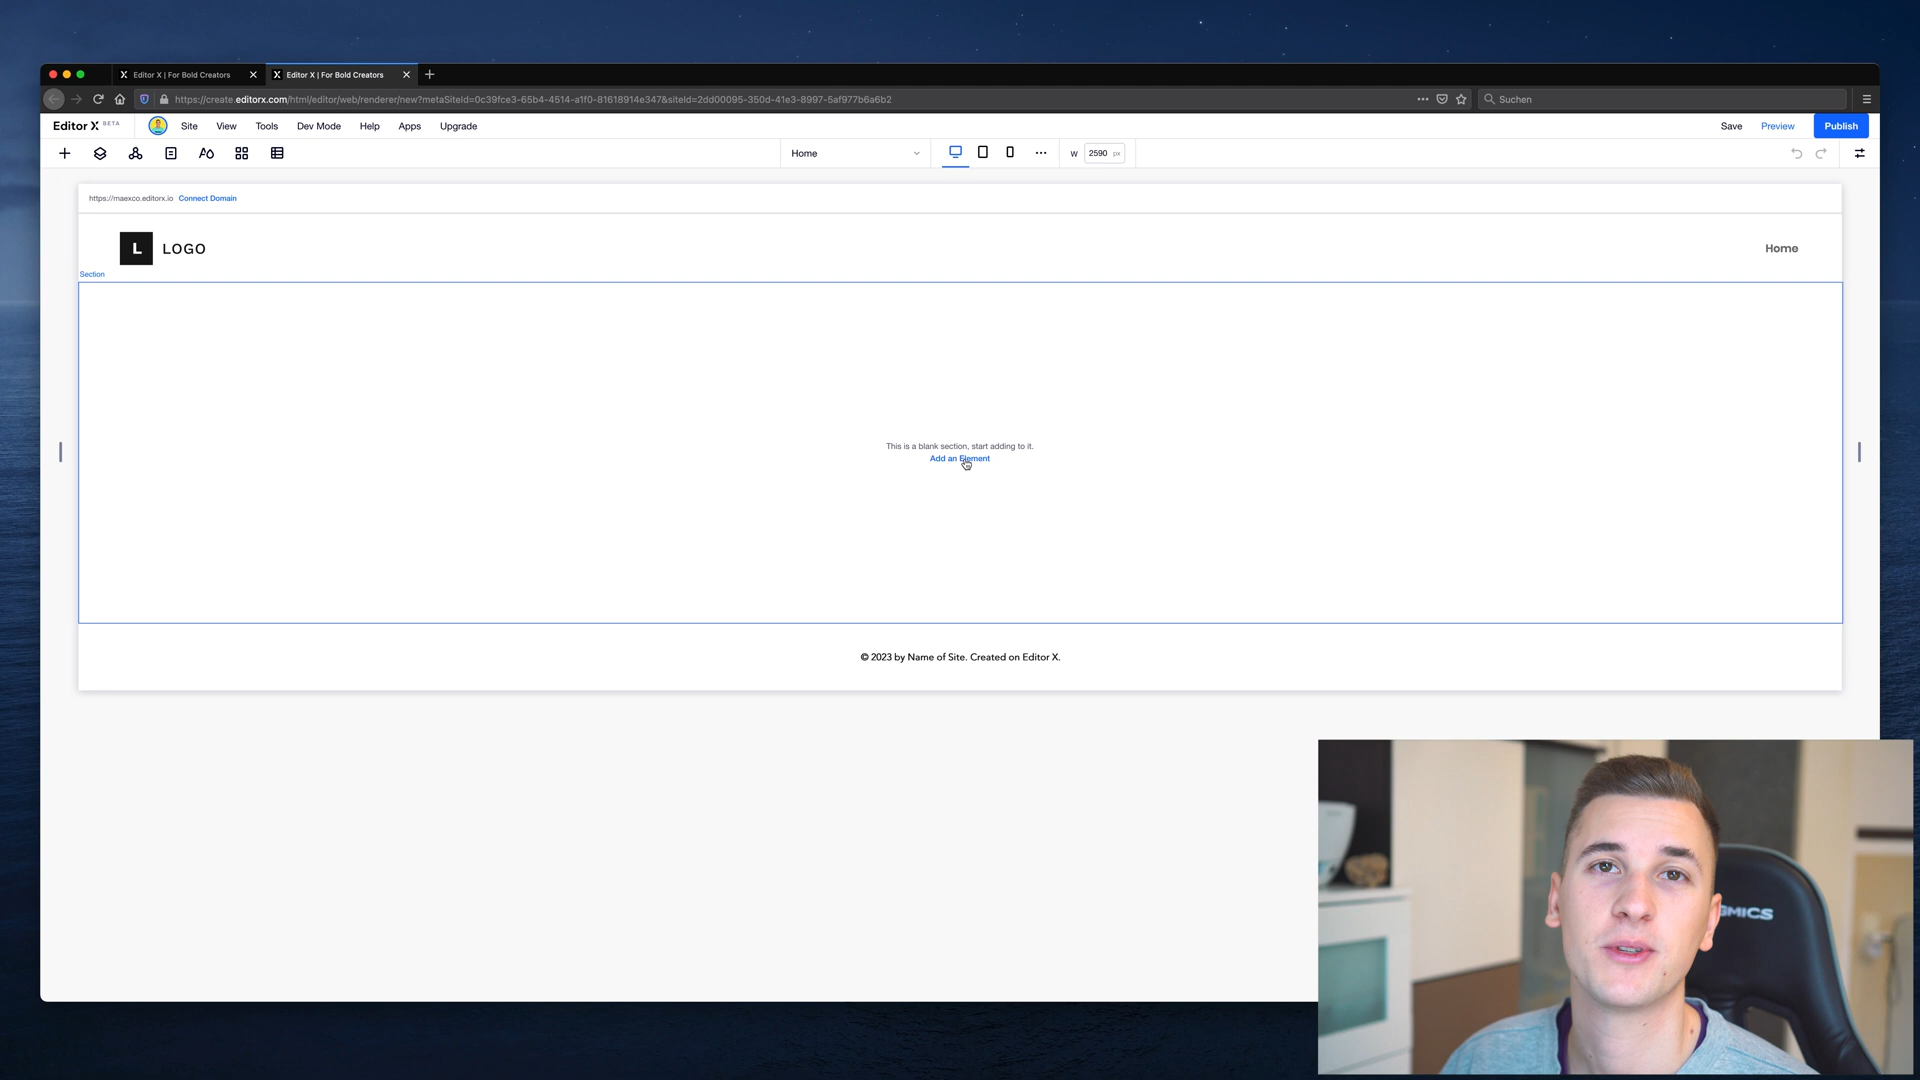 Editor X | For Bold Creators
Editor X | For Bold Creators
https://create.editorx.com/html/editor/web/renderer/new?metaSiteId=0c39fce3-65b4-4514-a1f0-81618914e347&siteId=2dd00095-350d-41e3-8997-5af977b6a6b2
Suchen
Editor X BETA
Site
View
Tools
Dev Mode
Help
Apps
Upgrade
Save
Preview
Publish
Home
W 2590 px
https://maexco.editorx.io Connect Domain
L LOGO
Home
Section
This is a blank section, start adding to it.
Add an Element
© 2023 by Name of Site. Created on Editor X.